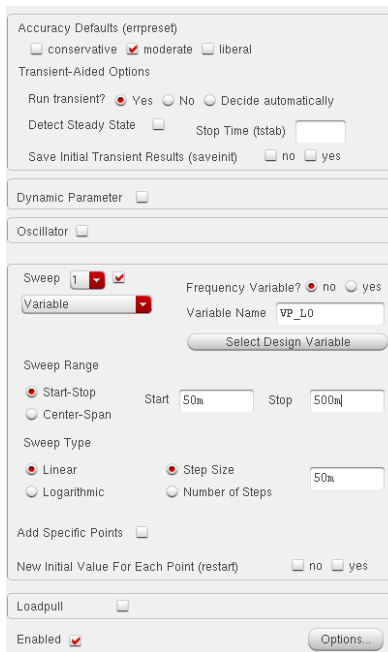 Accuracy Defaults (errpreset)
conservative moderate liberal
Transient-Aided Options
Run transient? Yes No Decide automatically
Detect Steady State Stop Time (tstab)
Save Initial Transient Results (saveinit) no yes
Dynamic Parameter
Oscillator
Sweep 1 Frequency Variable? no yes
Variable Variable Name VP_LO
Select Design Variable
Sweep Range
Start-Stop Start 50m Stop 500m
Center-Span
Sweep Type
Linear Step Size 50m
Logarithmic Number of Steps
Add Specific Points
New Initial Value For Each Point (restart) no yes
Loadpull
Enabled Options...